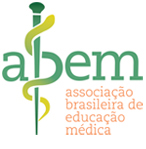 abem
associação
brasileira de
educação
médica